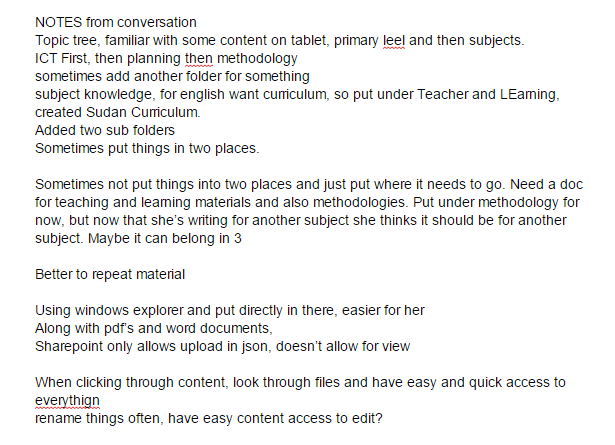 NOTES from conversation
Topic tree, familiar with some content on tablet, primary leel and then subjects.
ICT First, then planning then methodology
sometimes add another folder for something
subject knowledge, for english want curriculum, so put under Teacher and LEarning,
created Sudan Curriculum.
Added two sub folders
Sometimes put things in two places.
Sometimes not put things into two places and just put where it needs to go. Need a doc
for teaching and learning materials and also methodologies. Put under methodology for
now, but now that she's writing for another subject she thinks it should be for another
subject. Maybe it can belong in 3
Better to repeat material
Using windows explorer and put directly in there, easier for her
Along with pdf's and word documents,
Sharepoint only allows upload in json, doesn't allow for view
When clicking through content, look through files and have easy and quick access to
everythign
rename things often, have easy content access to edit?